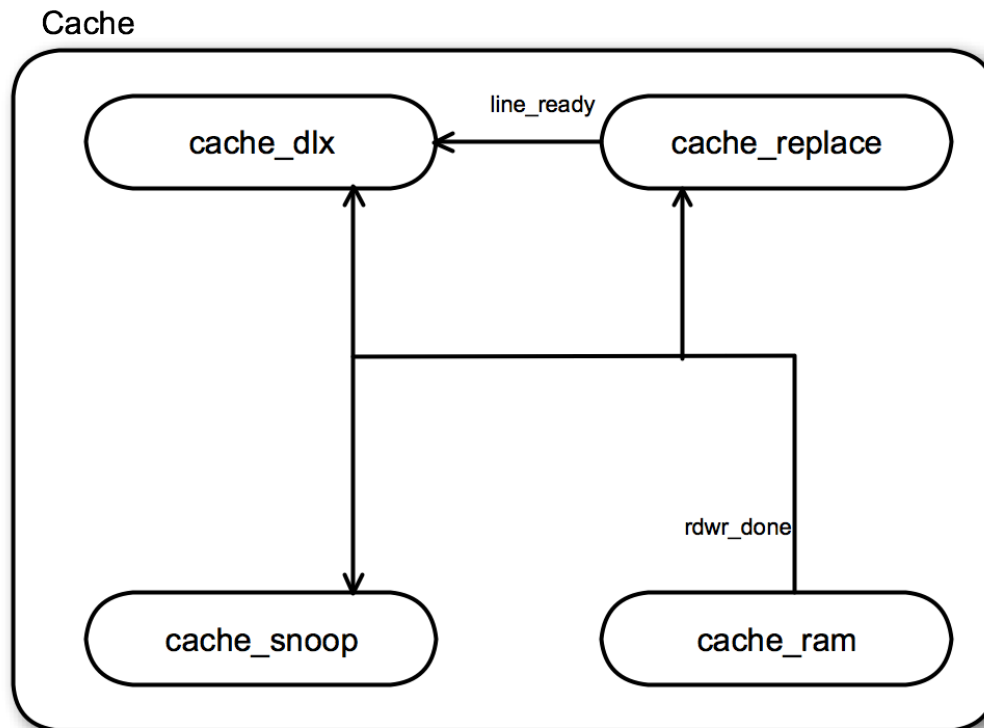 Cache
line_ready
cache_dlx
cache_replace
rdwr_done
cache_snoop
cache_ram